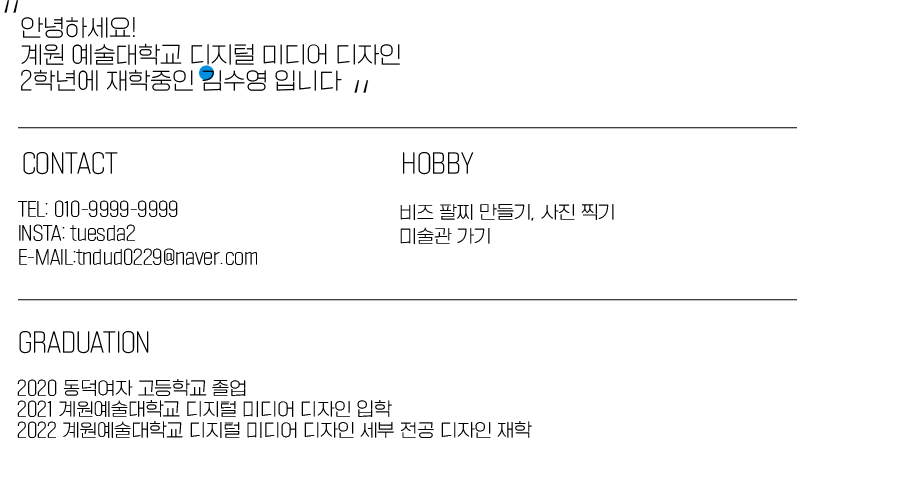 "
안녕하세요!
계원 예술대학교 디지털 미디어 디자인
2학년에 재학중인 김수영 입니다 "
CONTACT
TEL: 010-9999-9999
INSTA: tuesda2
E-MAIL:tndud0229@naver.com
HOBBY
비즈 팔찌 만들기, 사진 찍기
미술관 가기
GRADUATION
2020 동덕여자 고등학교 졸업
2021 계원예술대학교 디지털 미디어 디자인 입학
2022 계원예술대학교 디지털 미디어 디자인 세부 전공 디자인 재학